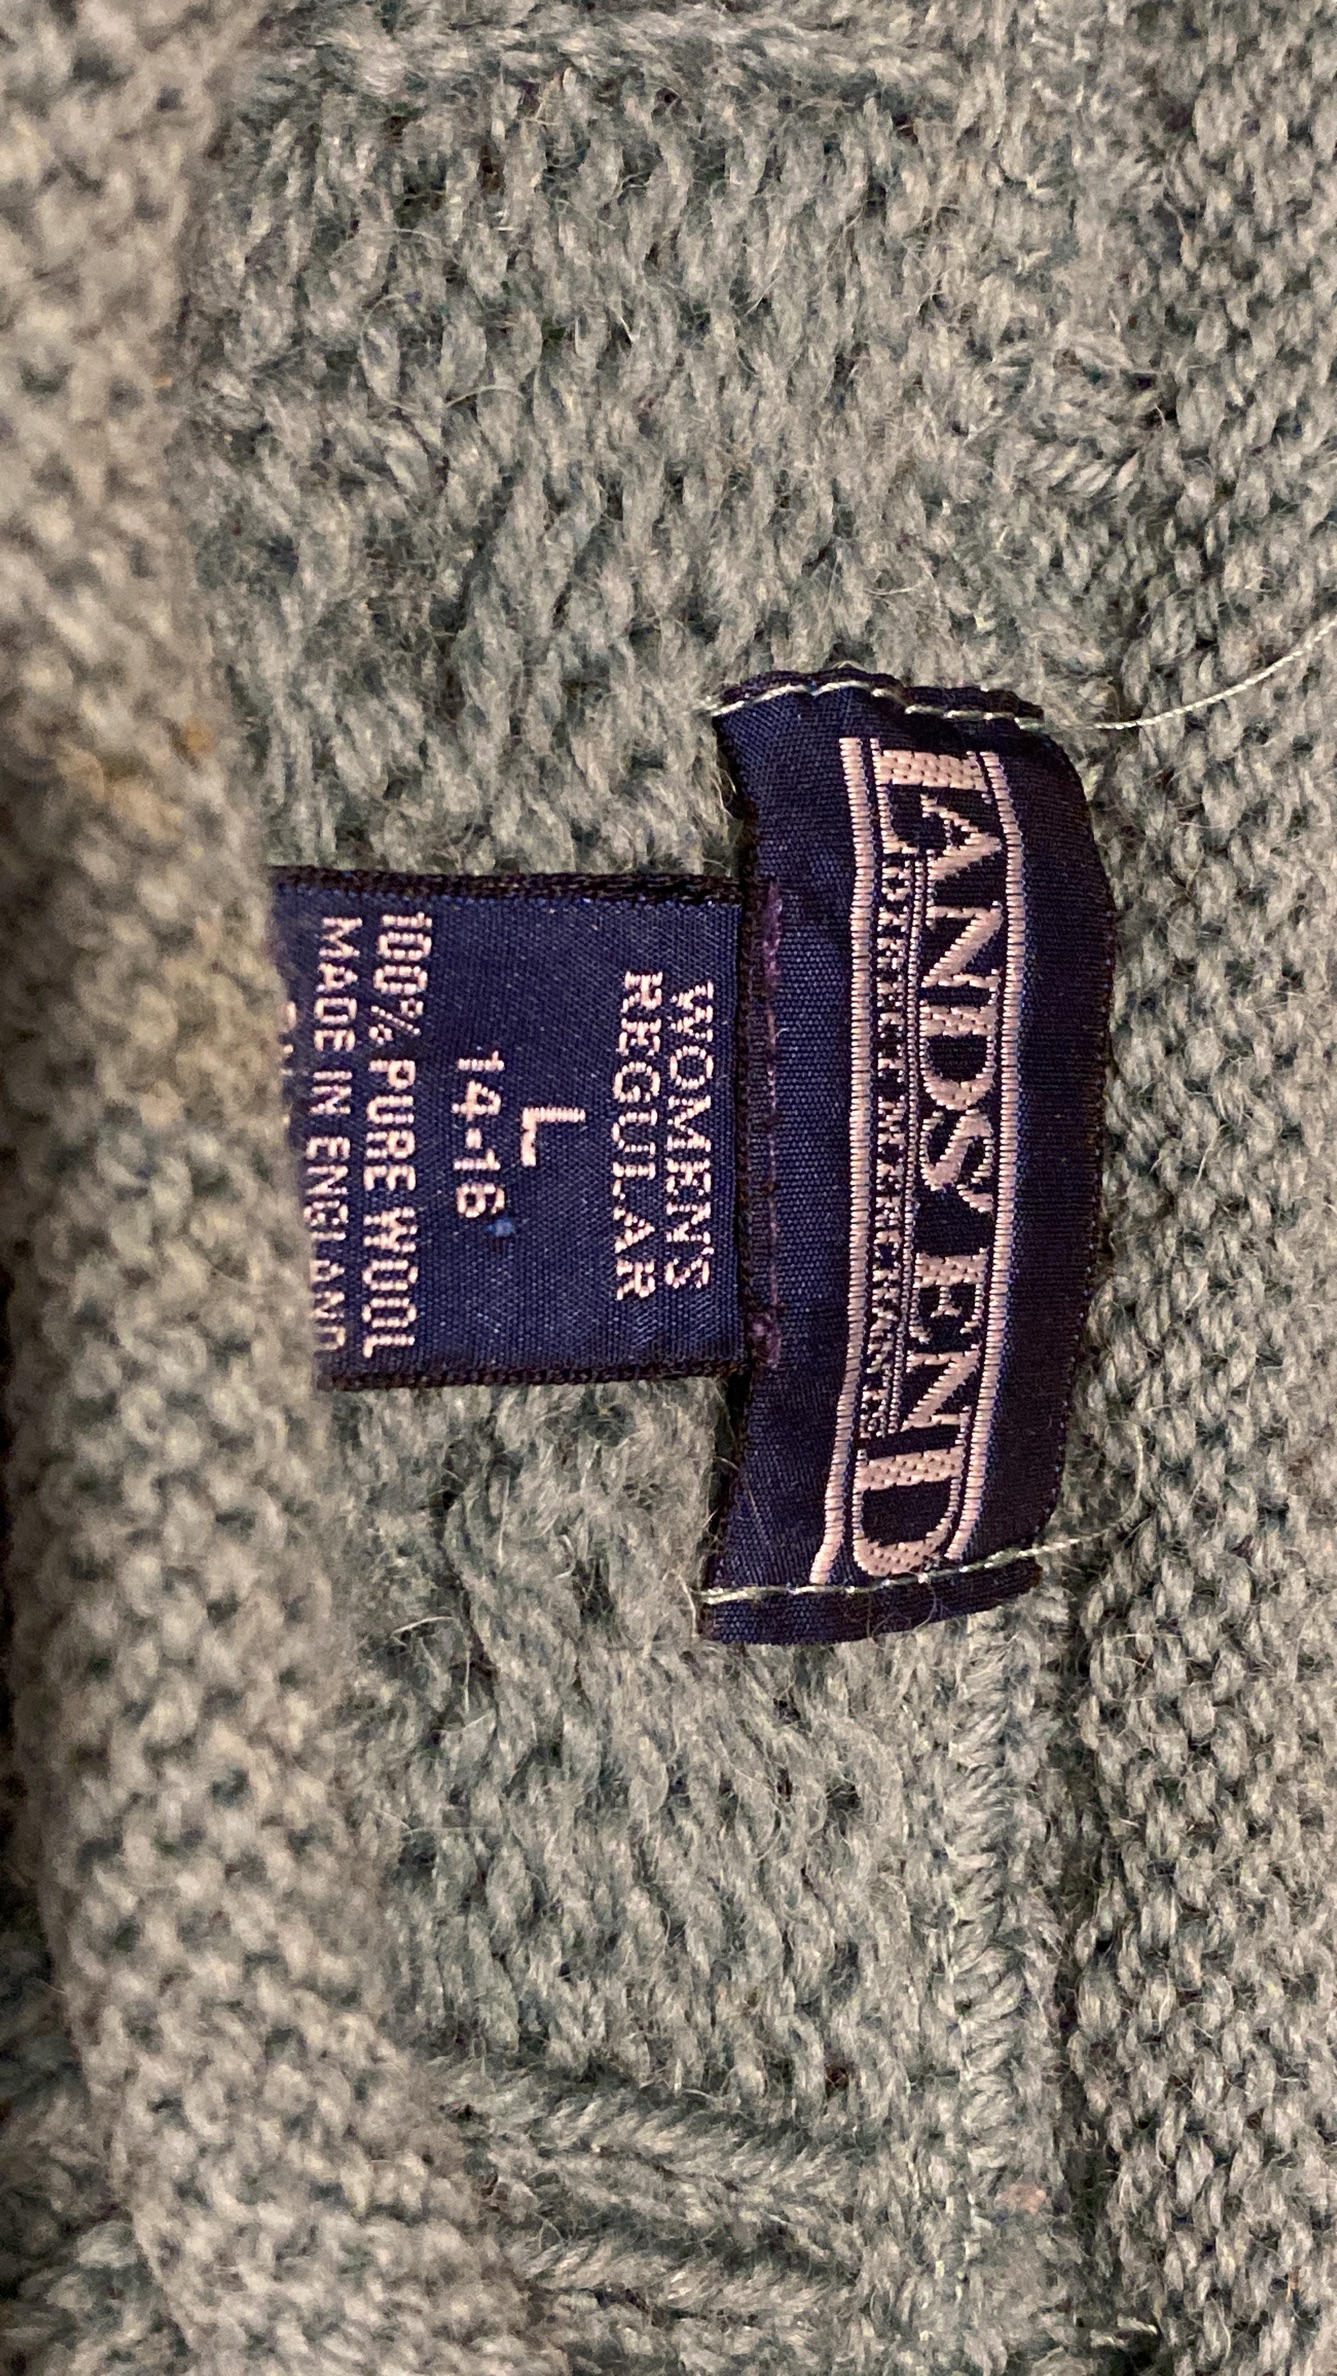 LANDS' END
DIRECT MERCHANTS
WOMEN'S
REGULAR
L
14-16
100% PURE WOOL
MADE IN ENGLAND